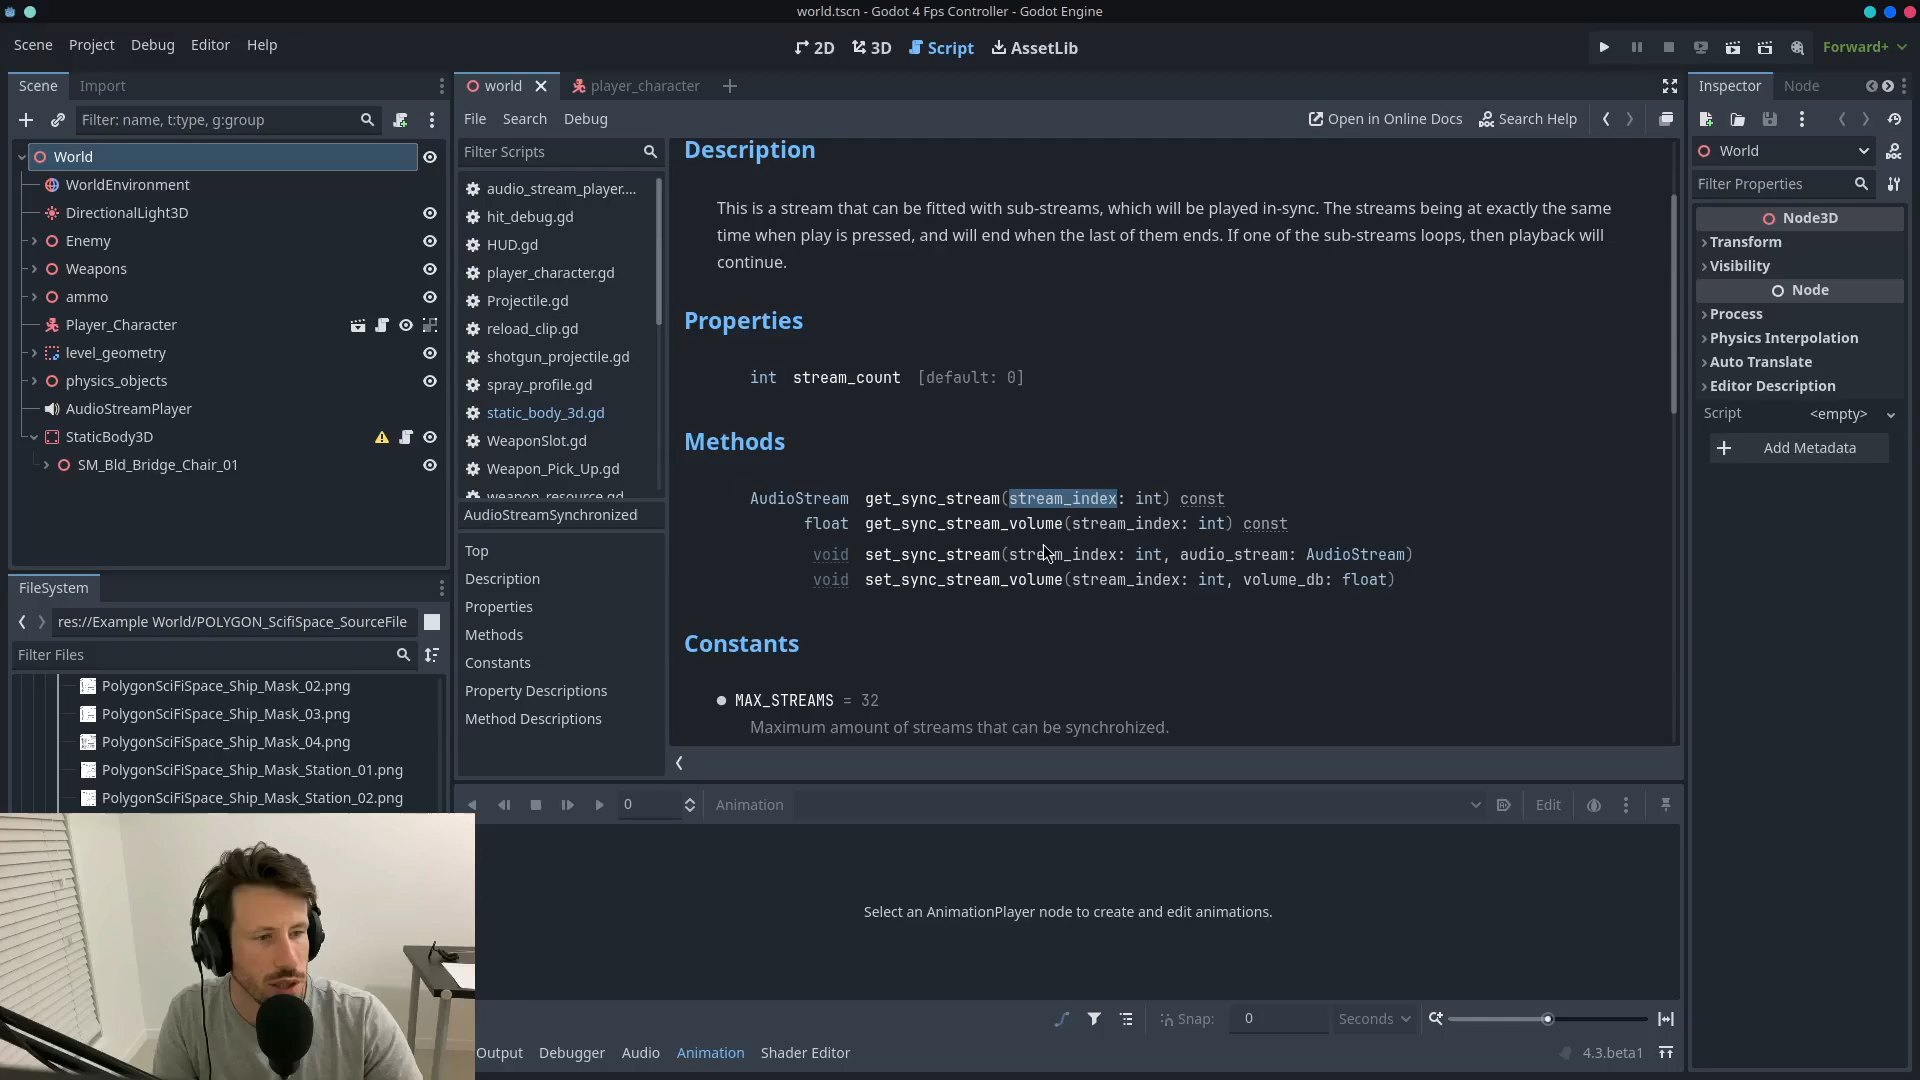 world.tscn - Godot 4 Fps Controller - Godot Engine
Scene Project Debug Editor Help
2D 3D Script AssetLib
Forward+
Scene Import
Filter: name, t:type, g:group
World
WorldEnvironment
DirectionalLight3D
Enemy
Weapons
ammo
Player_Character
level_geometry
physics_objects
AudioStreamPlayer
StaticBody3D
SM_Bld_Bridge_Chair_01
FileSystem
res://Example World/POLYGON_ScifiSpace_SourceFile
Filter Files
PolygonSciFiSpace_Ship_Mask_02.png
PolygonSciFiSpace_Ship_Mask_03.png
PolygonSciFiSpace_Ship_Mask_04.png
PolygonSciFiSpace_Ship_Mask_Station_01.png
PolygonSciFiSpace_Ship_Mask_Station_02.png
world player_character
File Search Debug
Open in Online Docs Search Help
Filter Scripts
audio_stream_player....
hit_debug.gd
HUD.gd
player_character.gd
Projectile.gd
reload_clip.gd
shotgun_projectile.gd
spray_profile.gd
static_body_3d.gd
WeaponSlot.gd
Weapon_Pick_Up.gd
weapon_resource.gd
AudioStreamSynchronized
Top
Description
Properties
Methods
Constants
Property Descriptions
Method Descriptions
Description
This is a stream that can be fitted with sub-streams, which will be played in-sync. The streams being at exactly the same
time when play is pressed, and will end when the last of them ends. If one of the sub-streams loops, then playback will
continue.
Properties
int stream_count [default: 0]
Methods
AudioStream get_sync_stream(stream_index: int) const
float get_sync_stream_volume(stream_index: int) const
void set_sync_stream(stream_index: int, audio_stream: AudioStream)
void set_sync_stream_volume(stream_index: int, volume_db: float)
Constants
MAX_STREAMS = 32
Maximum amount of streams that can be synchrohized.
0 Animation Edit
Select an AnimationPlayer node to create and edit animations.
Snap: 0 Seconds
Output Debugger Audio Animation Shader Editor
4.3.beta1
Inspector Node
World
Filter Properties
Node3D
Transform
Visibility
Node
Process
Physics Interpolation
Auto Translate
Editor Description
Script <empty>
Add Metadata